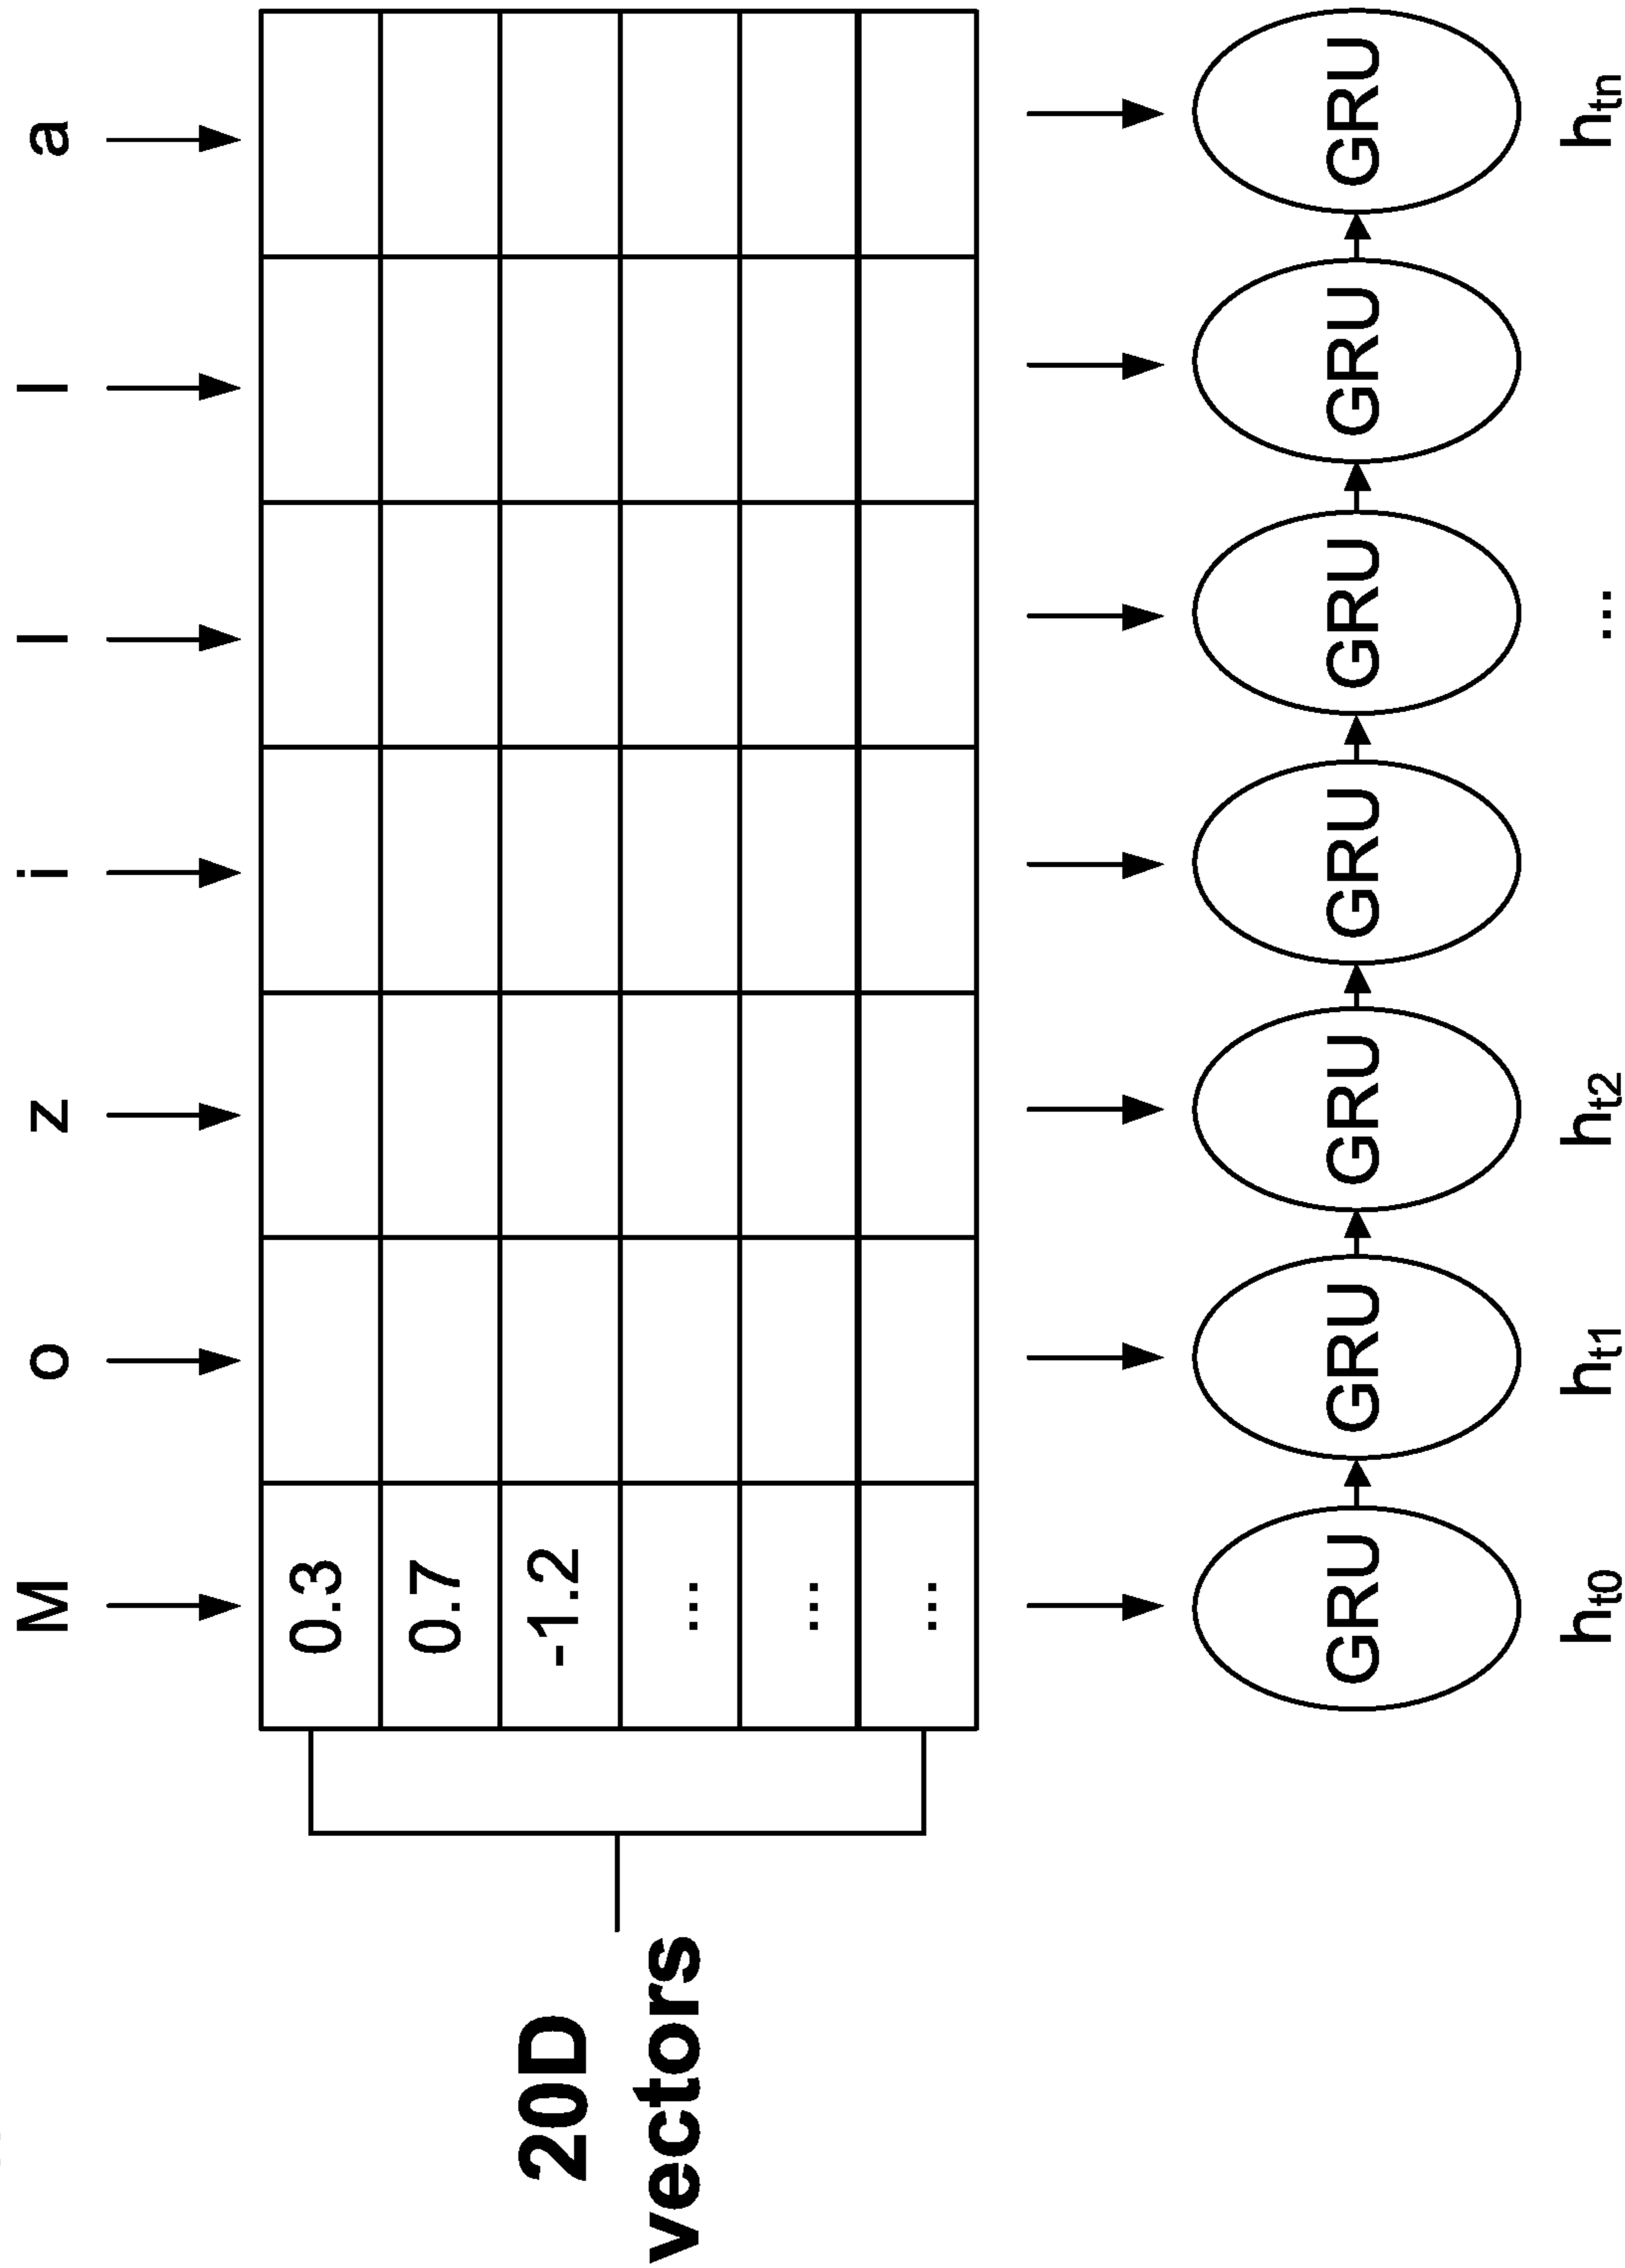 M o z i l l a
0.3
0.7
-1.2
...
...
...
20D
vectors
GRU GRU GRU GRU GRU GRU GRU
ht0 ht1 ht2 ... htn